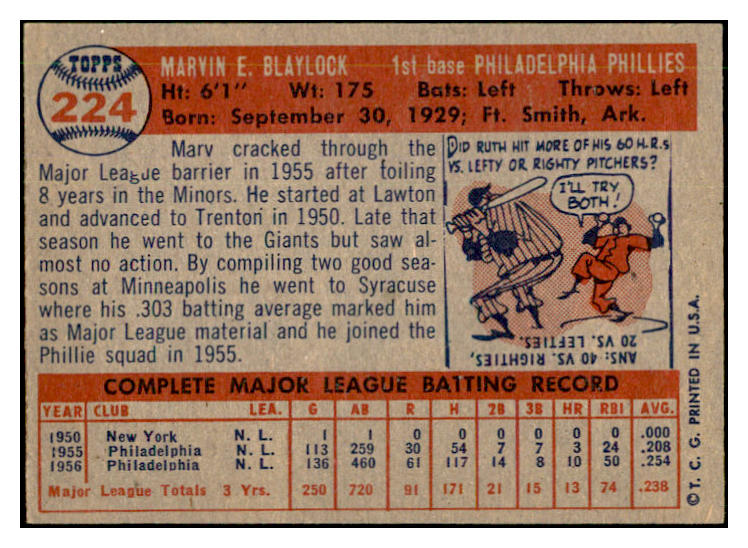 TOPPS
224
MARVIN E. BLAYLOCK 1st base PHILADELPHIA PHILLIES
Ht: 6'1" Wt: 175 Bats: Left Throws: Left
Born: September 30, 1929; Ft. Smith, Ark.
Marv cracked through the
Major League barrier in 1955 after foiling
8 years in the Minors. He started at Lawton
and advanced to Trenton in 1950. Late that
season he went to the Giants but saw al-
most no action. By compiling two good sea-
sons at Minneapolis he went to Syracuse
where his .303 batting average marked him
as Major League material and he joined the
Phillie squad in 1955.
DID RUTH HIT MORE OF HIS 60 H.R.s
VS. LEFTY OR RIGHTY PITCHERS?
I'LL TRY
BOTH!
ANS: 40 VS. RIGHTIES,
20 VS. LEFTIES.
COMPLETE MAJOR LEAGUE BATTING RECORD
YEAR CLUB LEA. G AB R H 2B 3B HR RBI AVG.
1950 New York N. L. 1 1 0 0 0 0 0 0 .000
1955 Philadelphia N. L. 113 259 30 54 7 7 3 24 .208
1956 Philadelphia N. L. 136 460 61 117 14 8 10 50 .254
Major League Totals 3 Yrs. 250 720 91 171 21 15 13 74 .238
© T. C. G. PRINTED IN U.S.A.